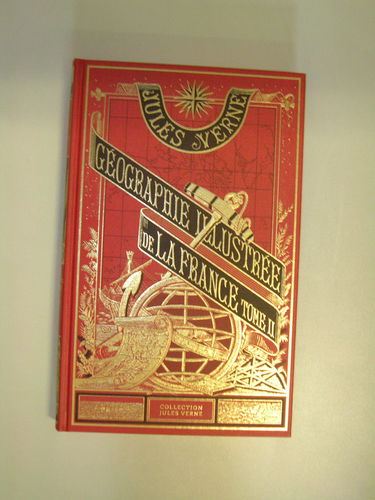 JULES VERNE
GÉOGRAPHIE ILLUSTRÉE
DE LA FRANCE TOME II
COLLECTION
JULES VERNE